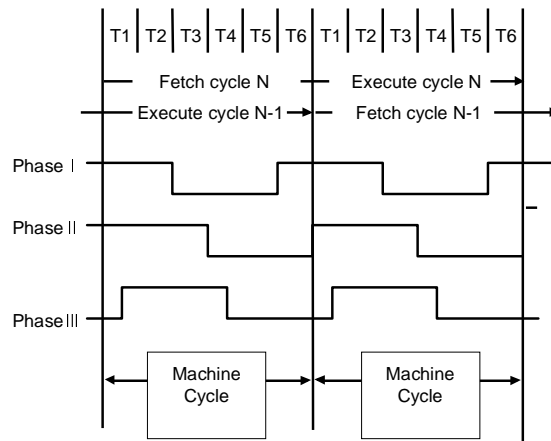 T1 T2 T3 T4 T5 T6 T1 T2 T3 T4 T5 T6
Fetch cycle N Execute cycle N
Execute cycle N-1 Fetch cycle N-1
Phase I
Phase II
Phase III
Machine Cycle
Machine Cycle